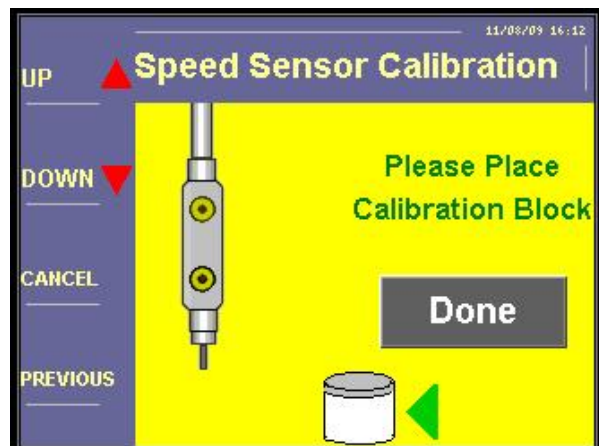 11/08/09 16:12
Speed Sensor Calibration
UP
DOWN
CANCEL
PREVIOUS
Please Place
Calibration Block
Done